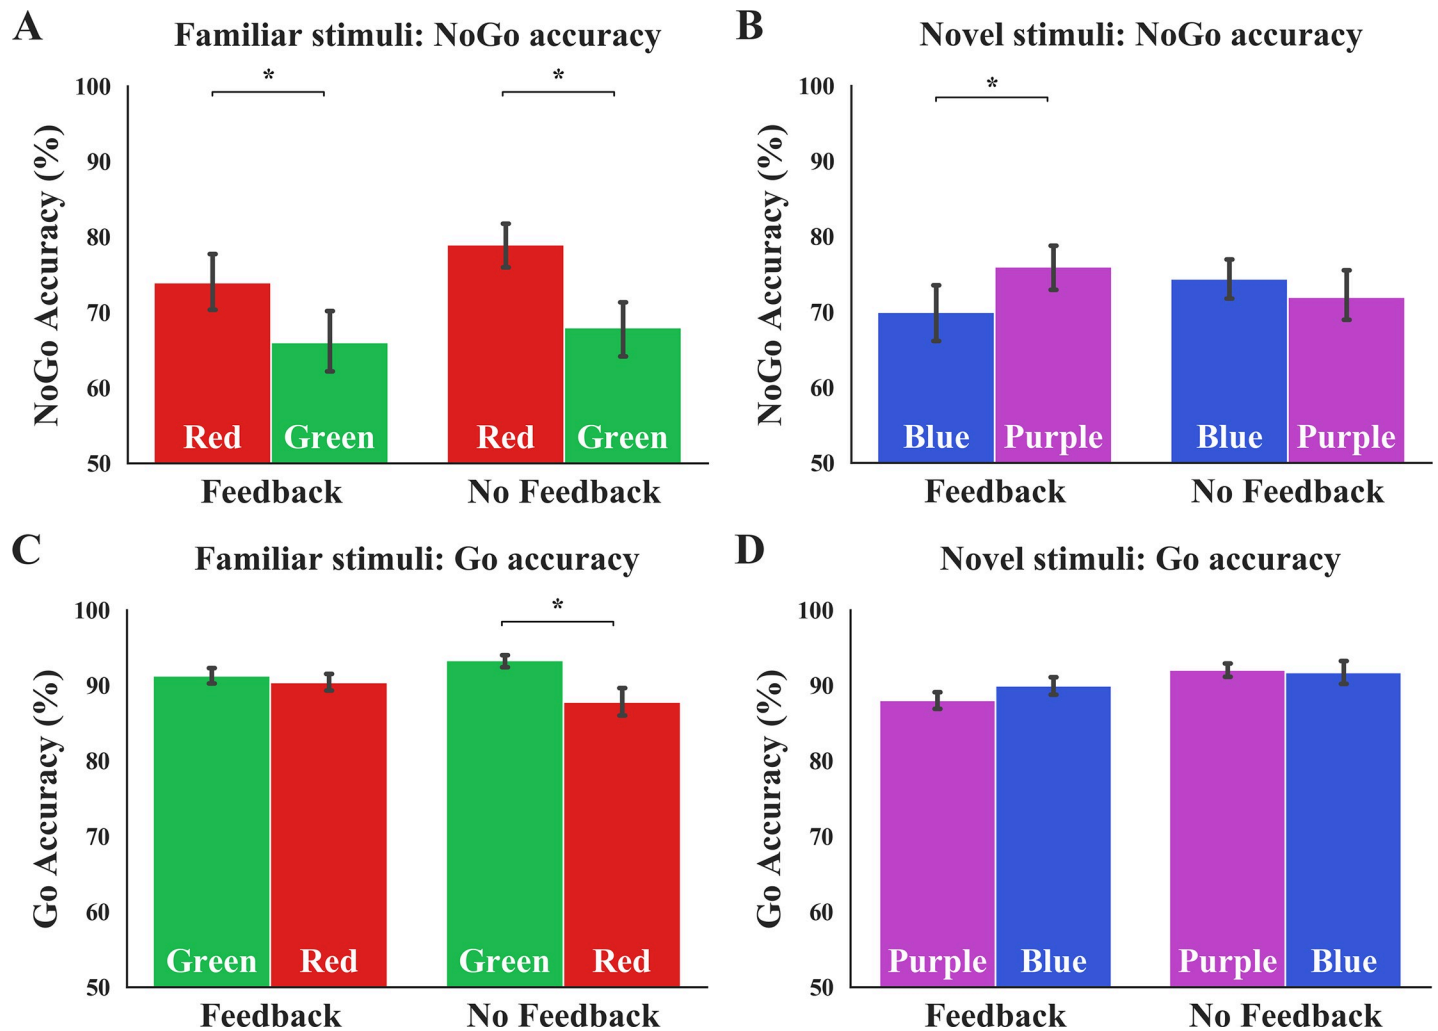 A
Familiar stimuli: NoGo accuracy
*
*
100
90
80
70
60
50
NoGo Accuracy (%)
Red
Green
Red
Green
Feedback
No Feedback
B
Novel stimuli: NoGo accuracy
*
100
90
80
70
60
50
NoGo Accuracy (%)
Blue
Purple
Blue
Purple
Feedback
No Feedback
C
Familiar stimuli: Go accuracy
*
100
90
80
70
60
50
Go Accuracy (%)
Green
Red
Green
Red
Feedback
No Feedback
D
Novel stimuli: Go accuracy
100
90
80
70
60
50
Go Accuracy (%)
Purple
Blue
Purple
Blue
Feedback
No Feedback